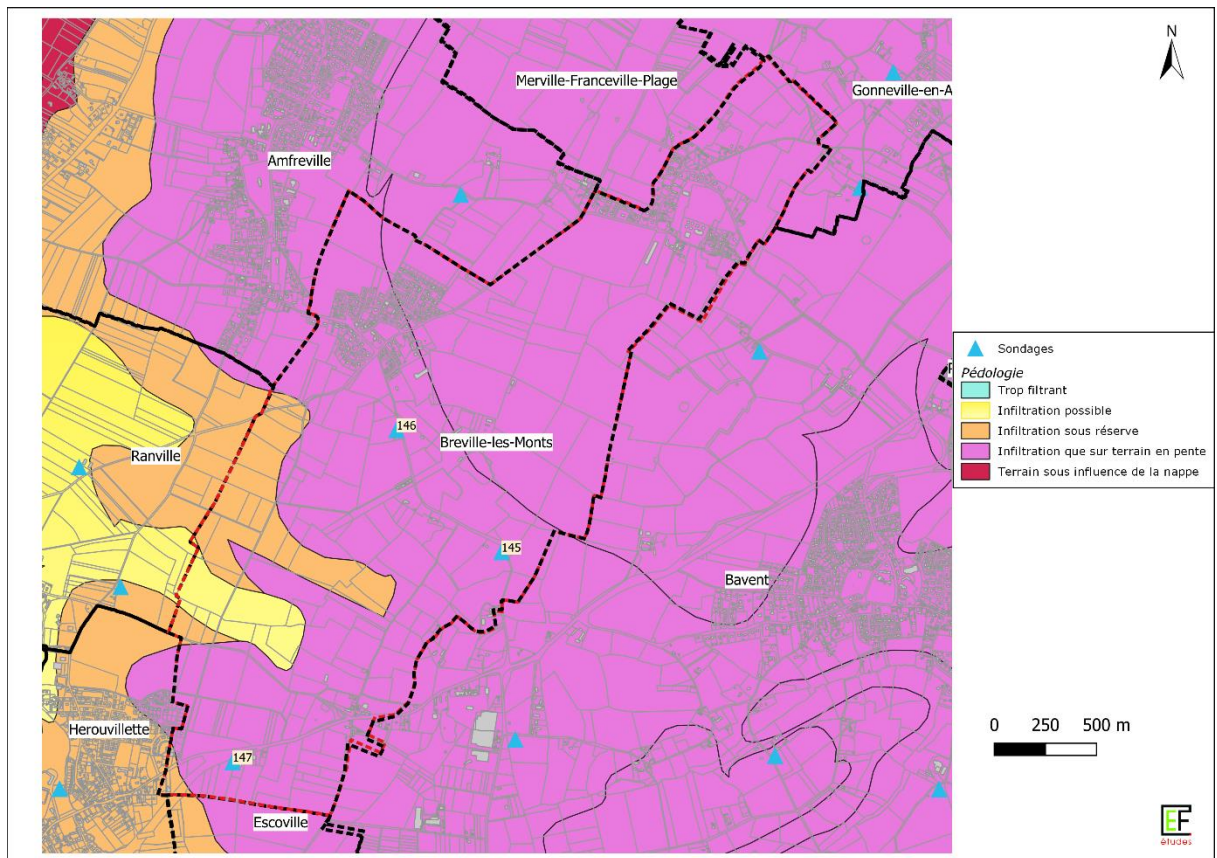 N
Merville-Franceville-Plage
Gonneville-en-A
Amfreville
146
Breville-les-Monts
Ranville
145
Bavent
Herouvillette
147
Escoville
Sondages
Pédologie
Trop filtrant
Infiltration possible
Infiltration sous réserve
Infiltration que sur terrain en pente
Terrain sous influence de la nappe
0 250 500 m
EF
études